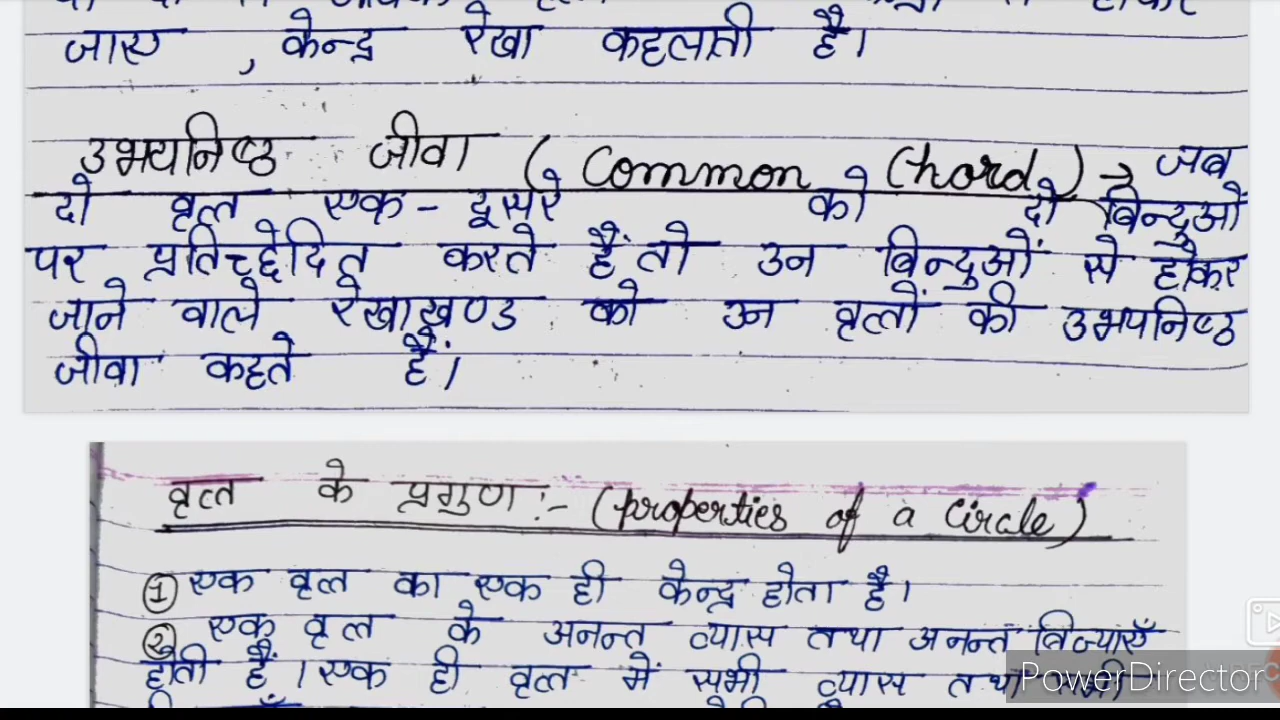 जाए, केन्द्र रेखा कहलाती है।
उभयनिष्ठ जीवा (Common Chord) → जब
दो वृत्त एक-दूसरे को दो बिन्दुओं
पर प्रतिच्छेदित करते हैं तो उन बिन्दुओं से होकर
जाने वाले रेखाखण्ड को उन वृत्तों की उभयनिष्ठ
जीवा कहते हैं।
वृत्त के प्रगुण :- (properties of a circle)
① एक वृत्त का एक ही केन्द्र होता है।
② एक वृत्त के अनन्त व्यास तथा अनन्त त्रिज्याएँ
होती हैं। एक ही वृत्त में सभी व्यास तथा
PowerDirector